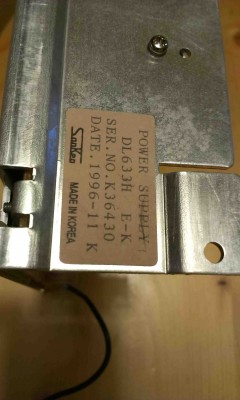 POWER SUPPLY
DL633H E-K
SER.NO.K36430
DATE.1996-11 K
SanKen
MADE IN KOREA